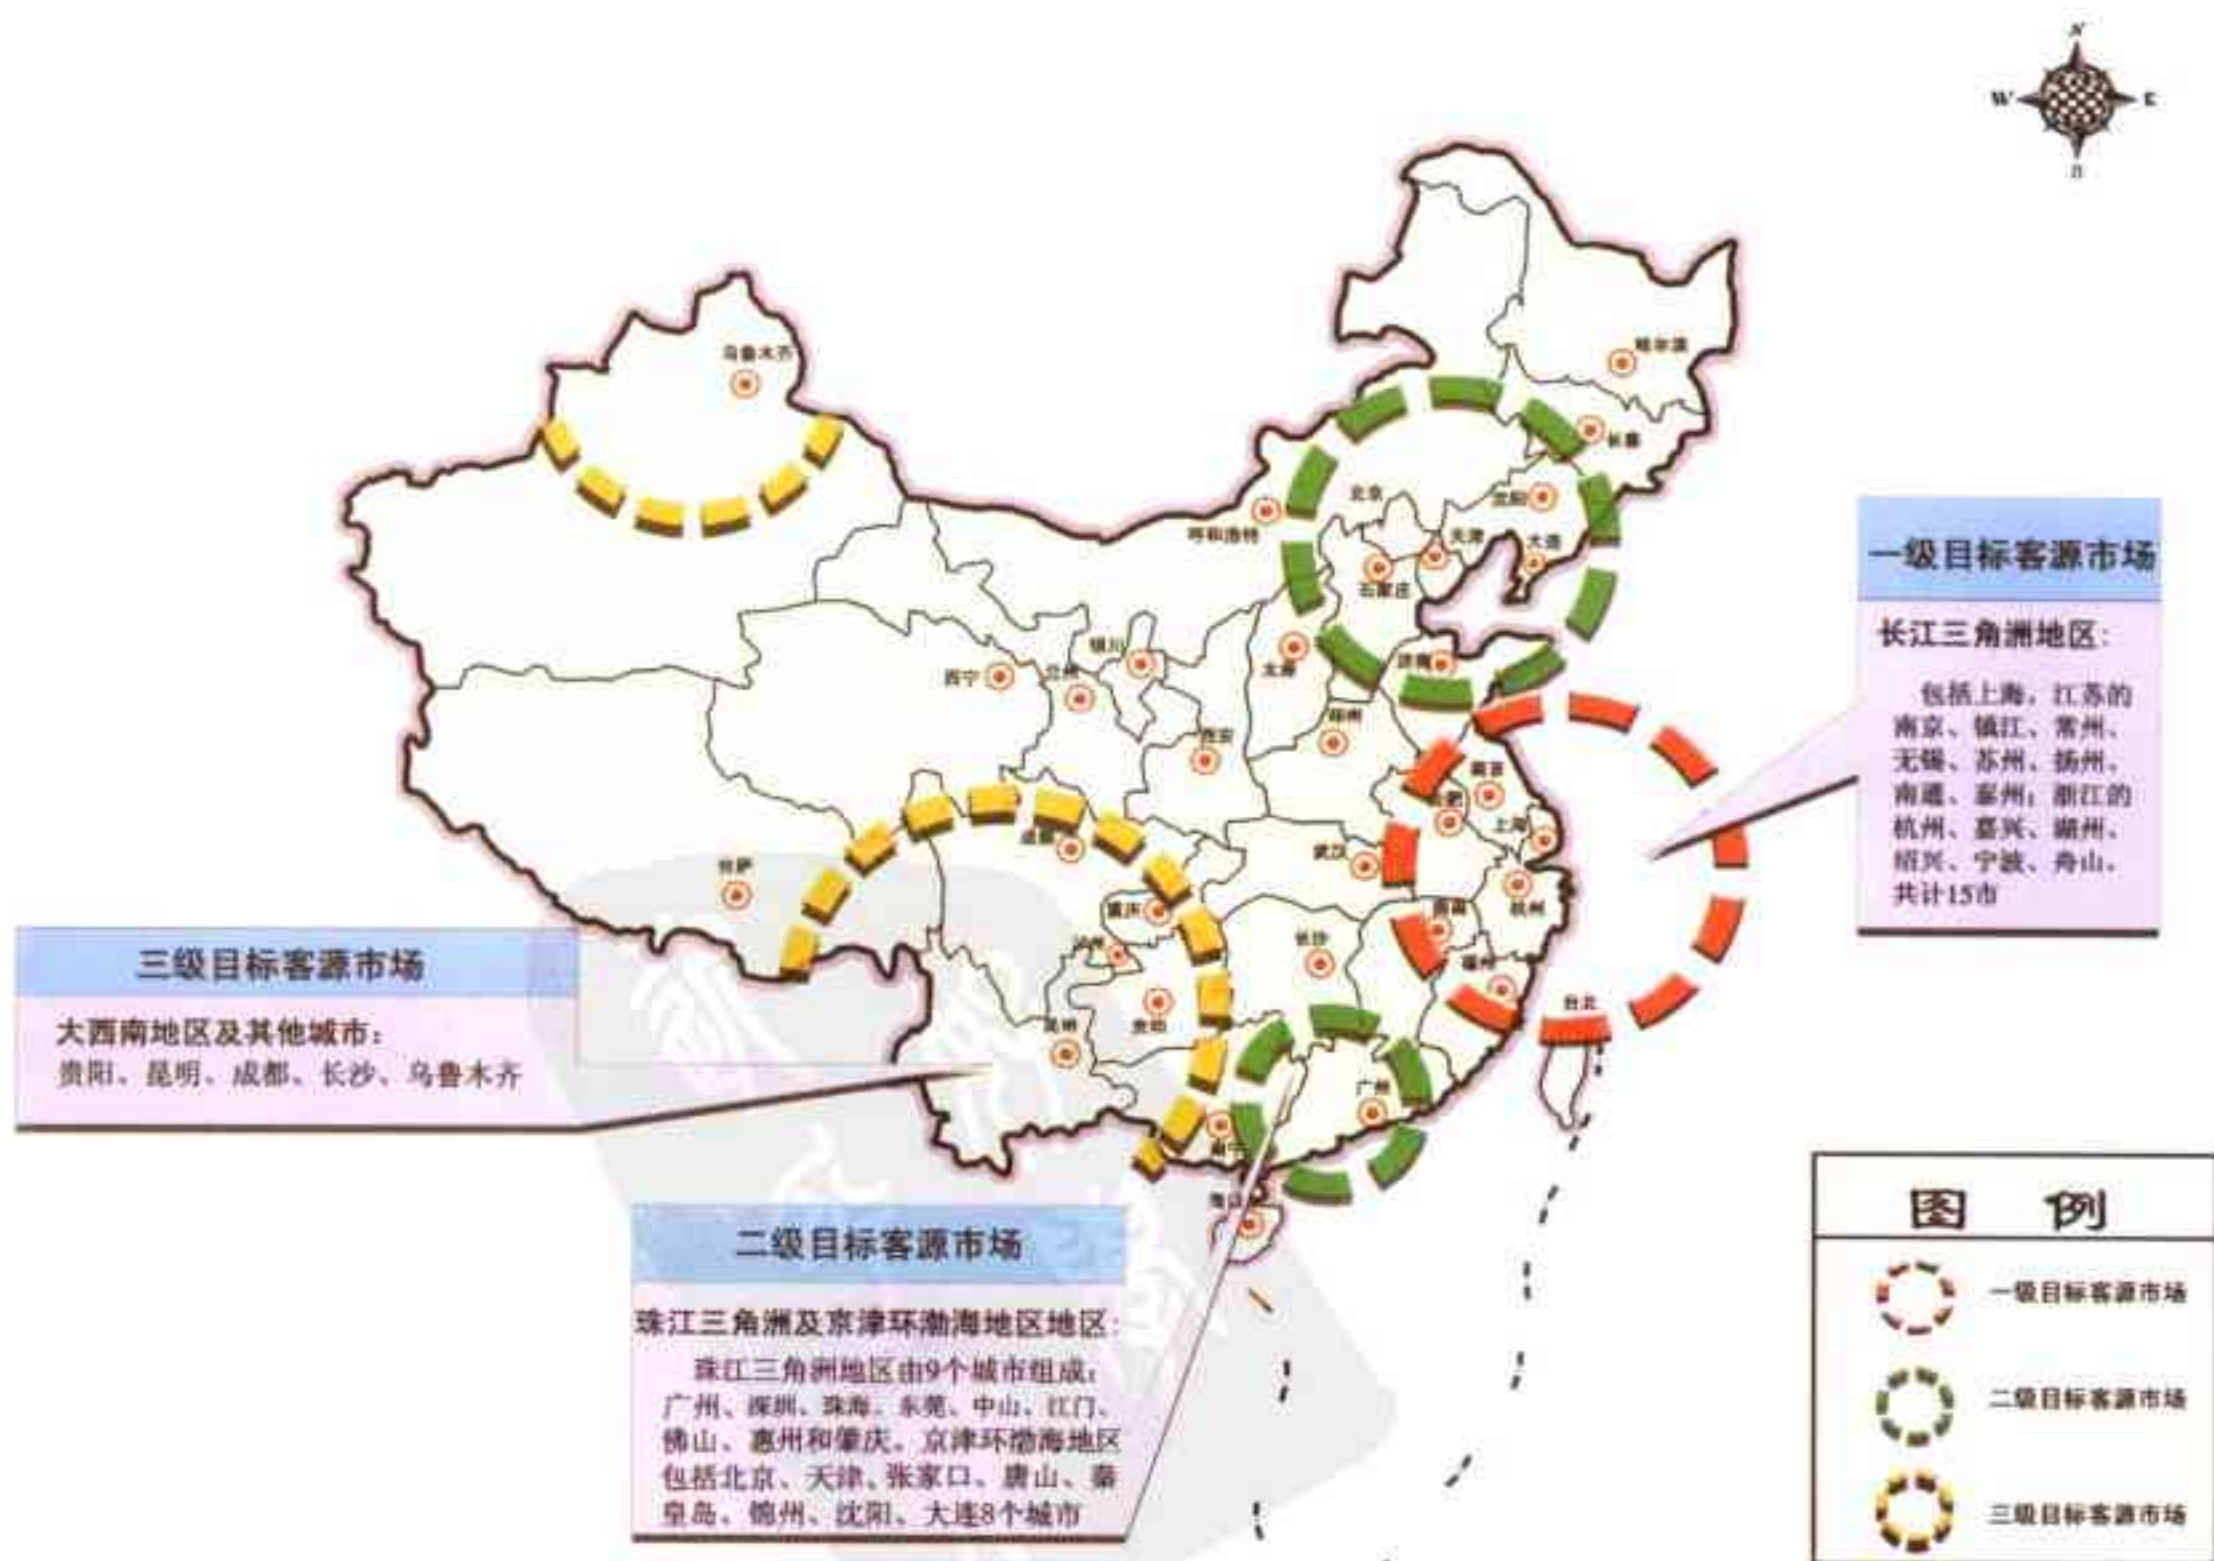 N
W
E
n
乌鲁木齐
哈尔滨
长春
北京
沈阳
呼和浩特
天津
大连
石家庄
银川
太原
济南
西宁
兰州
郑州
西安
南京
合肥
上海
成都
武汉
拉萨
杭州
重庆
南昌
长沙
福州
台北
贵阳
昆明
广州
南宁
海口
一级目标客源市场
长江三角洲地区:
包括上海，江苏的
南京、镇江、常州、
无锡、苏州、扬州、
南通、泰州；浙江的
杭州、嘉兴、湖州、
绍兴、宁波、舟山，
共计15市
三级目标客源市场
大西南地区及其他城市：
贵阳、昆明、成都、长沙、乌鲁木齐
二级目标客源市场
珠江三角洲及京津环渤海地区地区:
珠江三角洲地区由9个城市组成；
广州、深圳、珠海、东莞、中山、江门、
佛山、惠州和肇庆。京津环渤海地区
包括北京、天津、张家口、唐山、秦
皇岛、锦州、沈阳、大连8个城市
图 例
一级目标客源市场
二级目标客源市场
三级目标客源市场